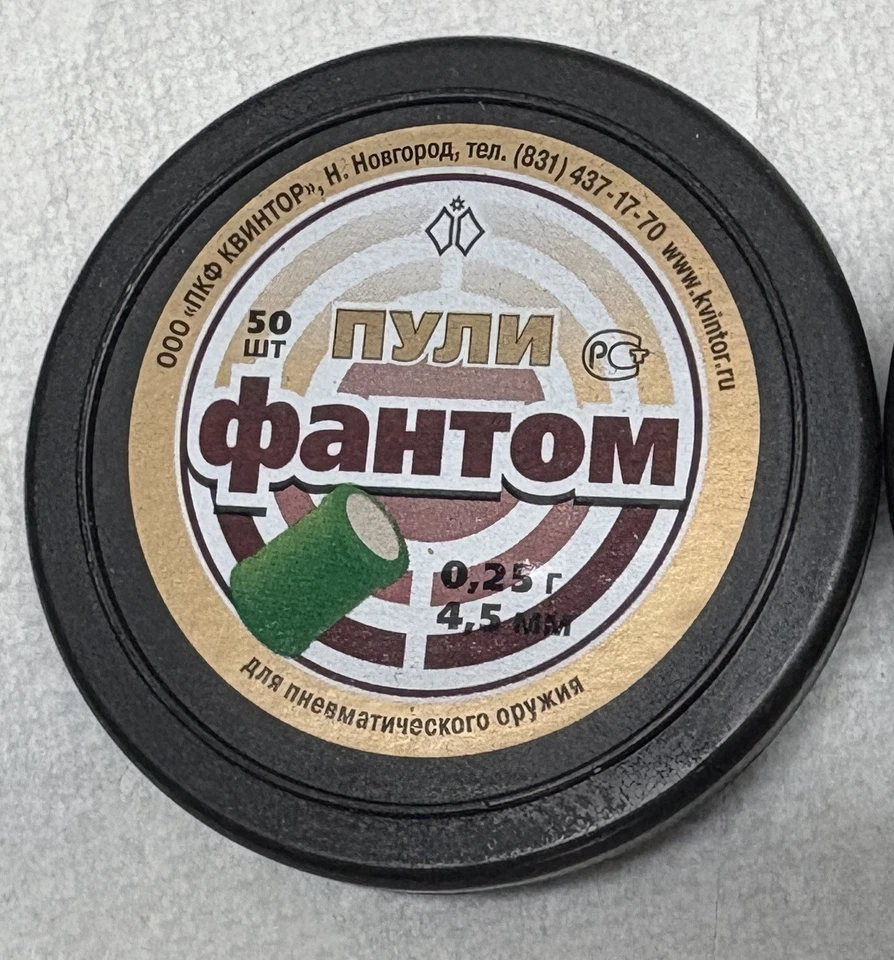 ООО «ПКФ КВИНТОР», Н. Новгород, тел. (831) 437-17-70 www.kvintor.ru
50
ШТ
ПУЛИ
РСТ
фантом
0,25 г
4,5 мм
для пневматического оружия